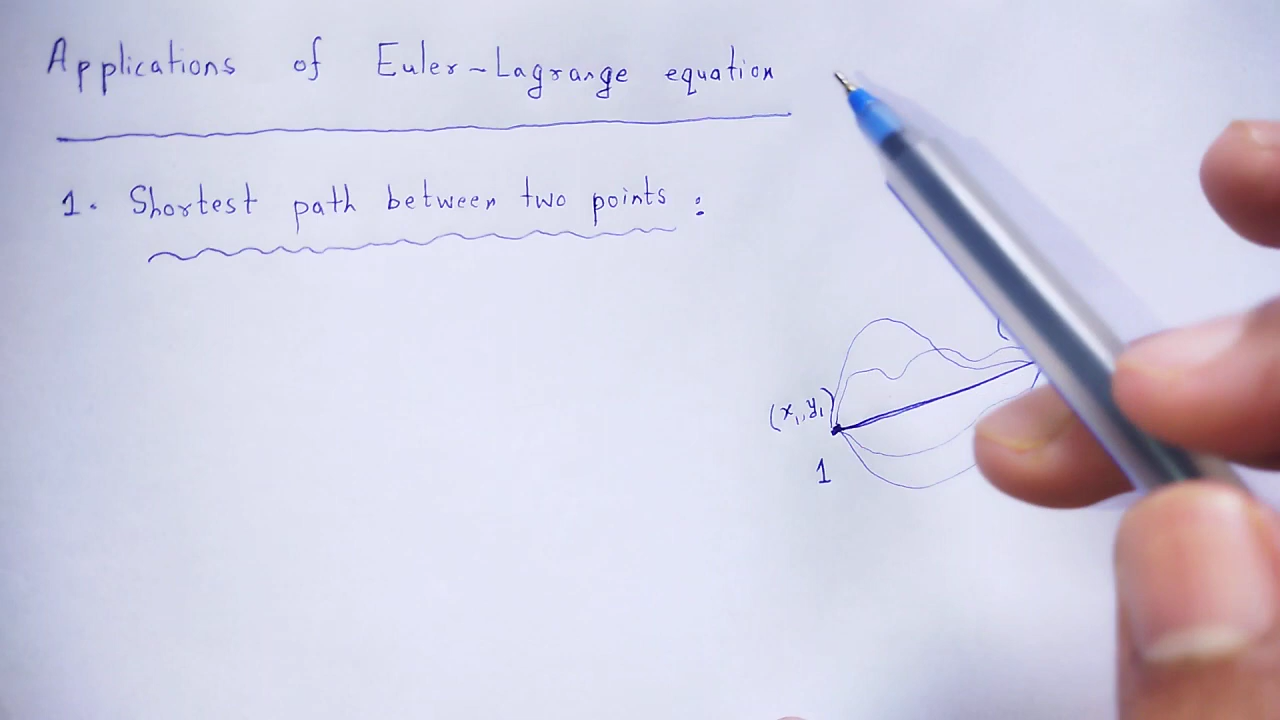 Applications of Euler-Lagrange equation
1. Shortest path between two points :
(x₁, y₁)
1